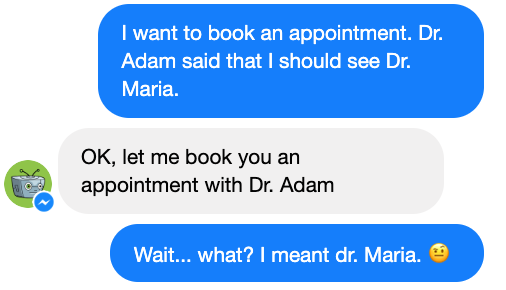 I want to book an appointment. Dr.
Adam said that I should see Dr.
Maria.
OK, let me book you an
appointment with Dr. Adam
Wait... what? I meant dr. Maria. 🤨